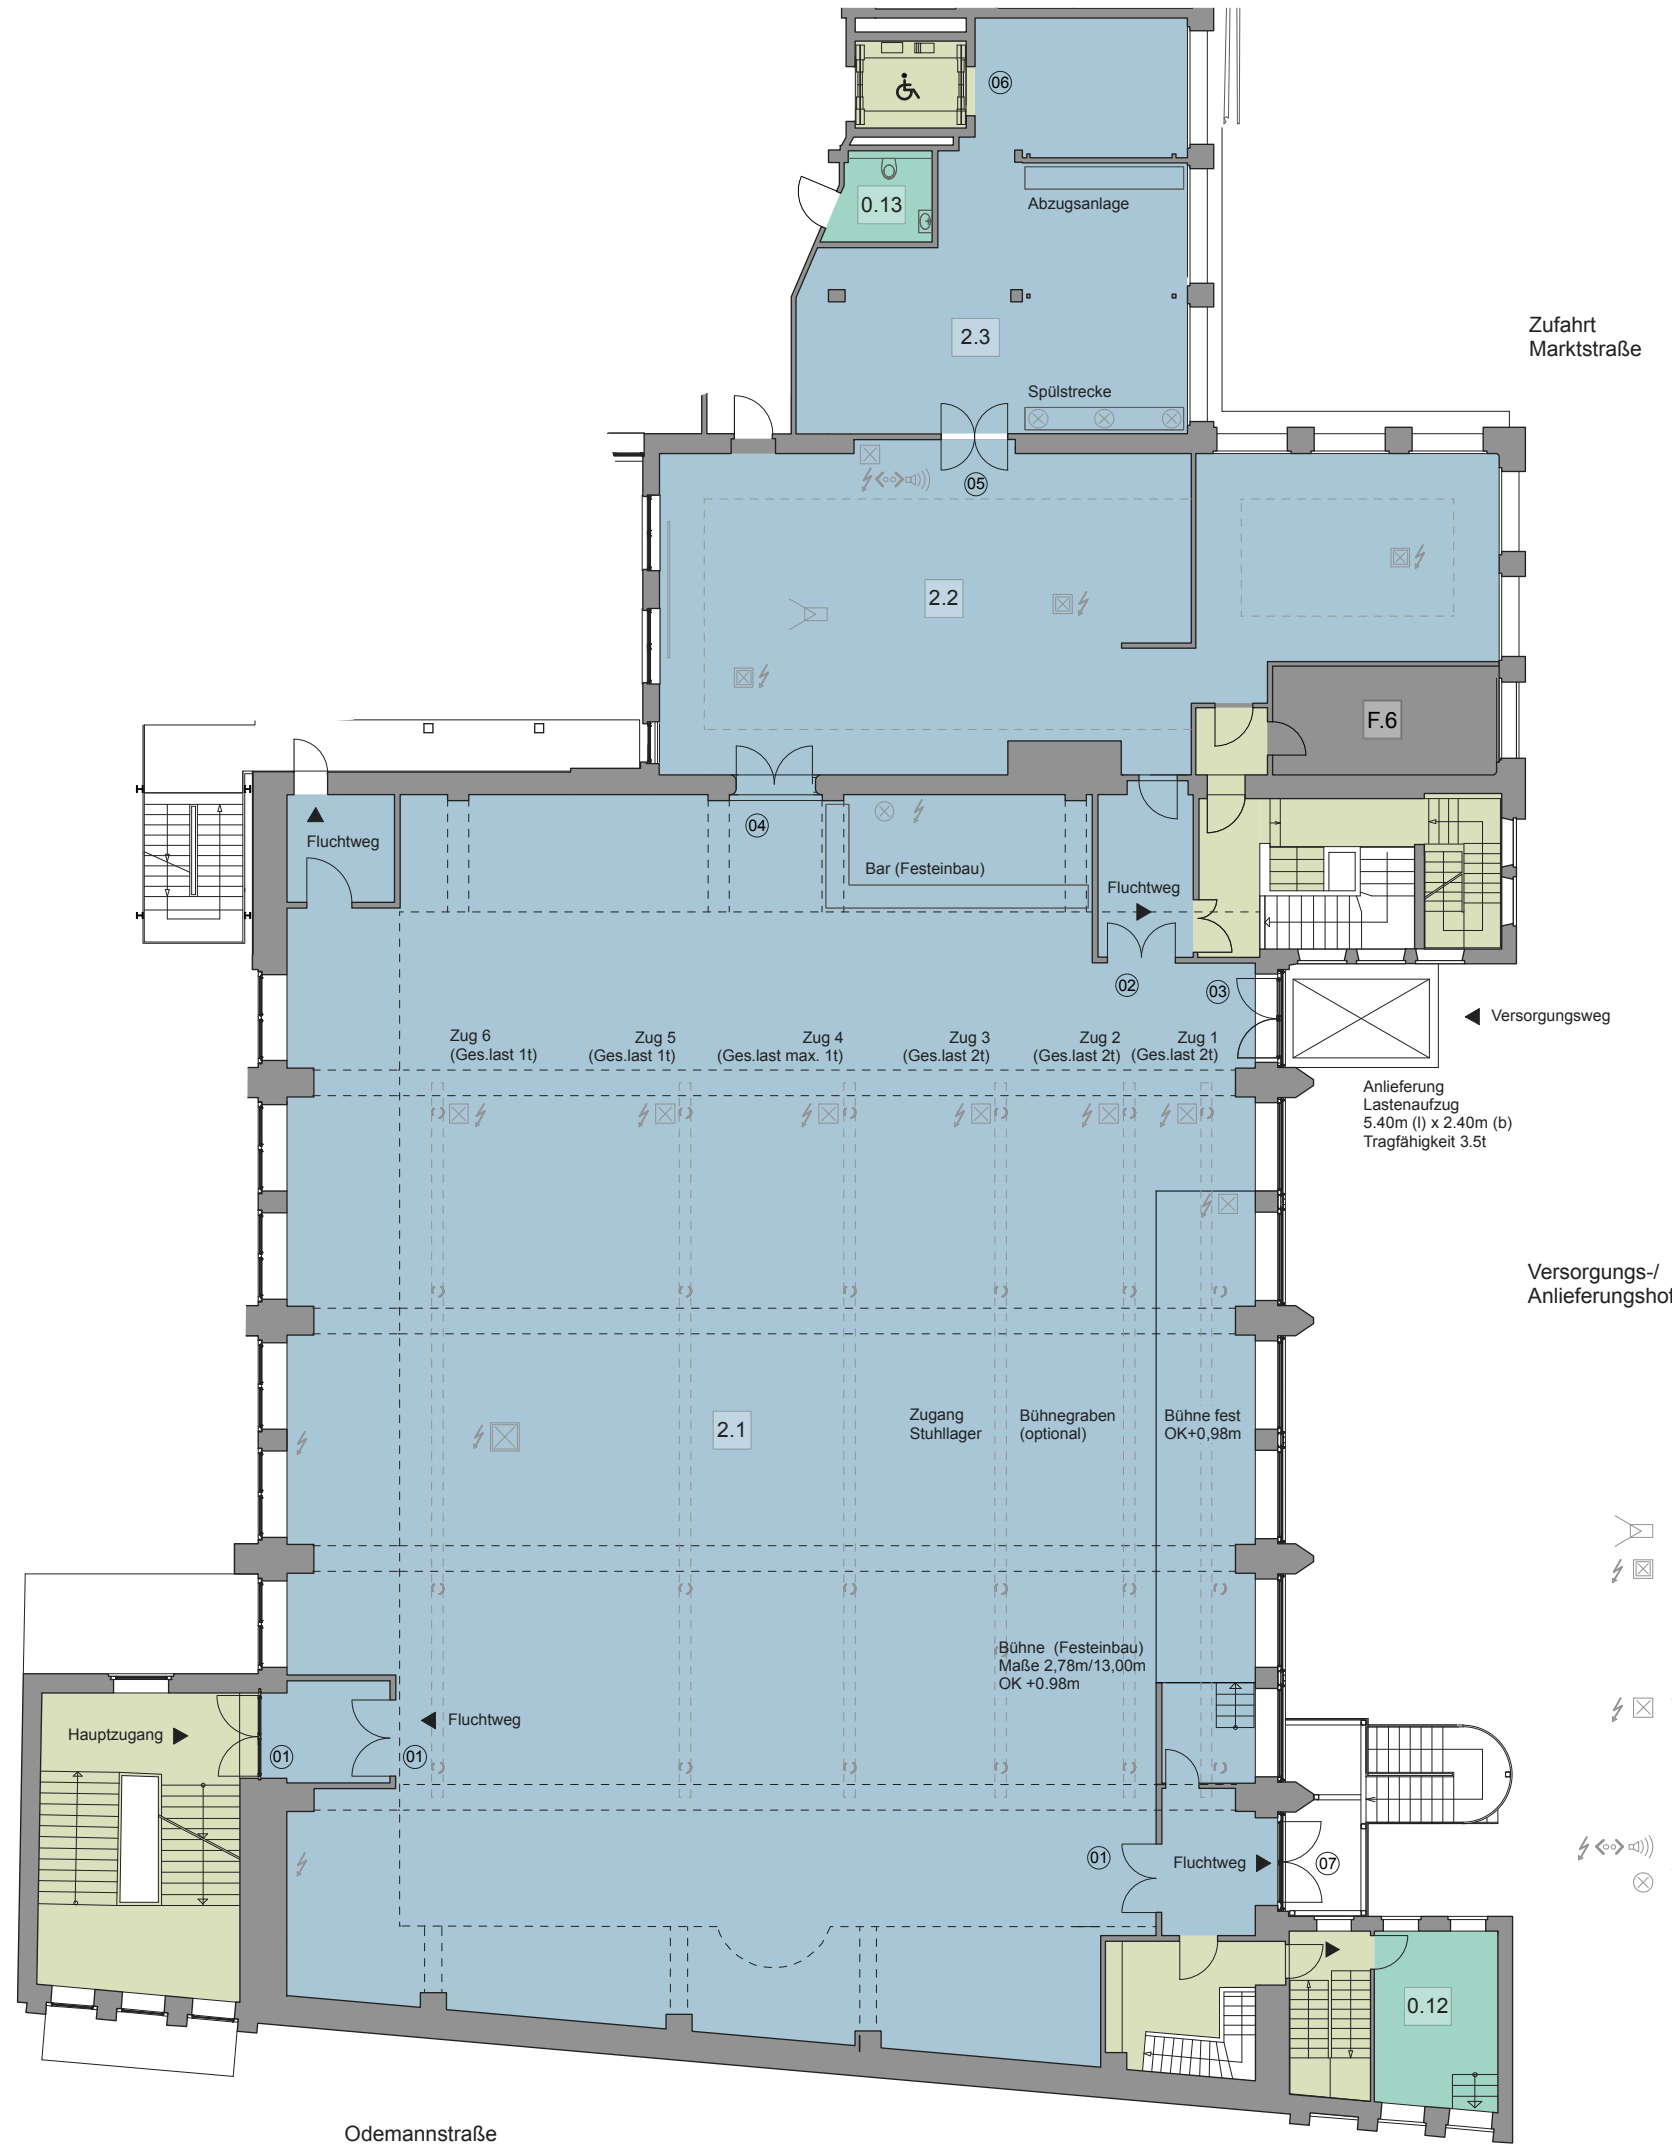 06
0.13
Abzugsanlage
Zufahrt
Marktstraße
2.3
Spülstrecke
05
2.2
F.6
04
Fluchtweg
Bar (Festeinbau)
Fluchtweg
02
03
Versorgungsweg
Zug 6
(Ges.last 1t)
Zug 5
(Ges.last 1t)
Zug 4
(Ges.last max. 1t)
Zug 3
(Ges.last 2t)
Zug 2
(Ges.last 2t)
Zug 1
(Ges.last 2t)
Anlieferung
Lastenaufzug
5.40m (l) x 2.40m (b)
Tragfähigkeit 3.5t
Versorgungs-/
Anlieferungshof
2.1
Zugang
Stuhllager
Bühnegraben
(optional)
Bühne fest
OK+0,98m
Bühne (Festeinbau)
Maße 2,78m/13,00m
OK +0.98m
Hauptzugang
01
01
Fluchtweg
01
Fluchtweg
07
0.12
Odemannstraße